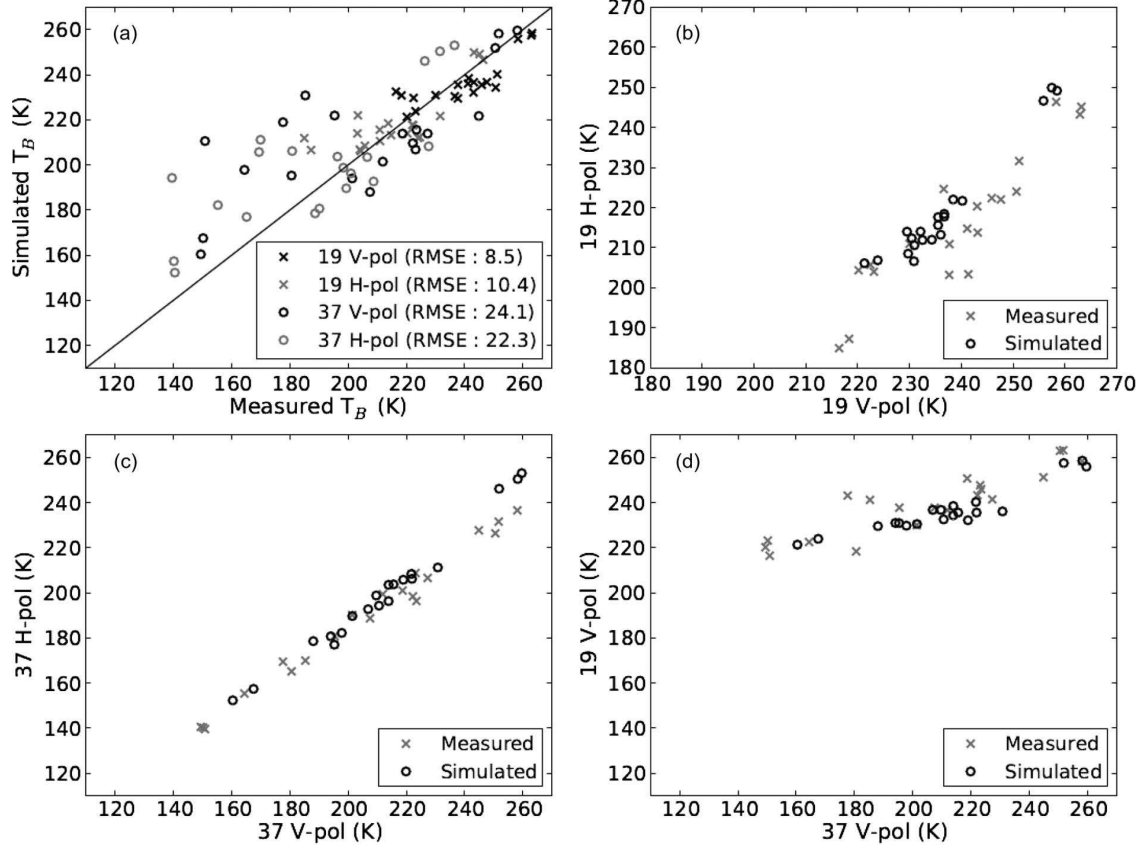 (a)
260
240
220
200
180
160
140
120
Simulated T_B (K)
19 V-pol (RMSE : 8.5)
19 H-pol (RMSE : 10.4)
37 V-pol (RMSE : 24.1)
37 H-pol (RMSE : 22.3)
120 140 160 180 200 220 240 260
Measured T_B (K)
(b)
270
260
250
240
230
220
210
200
190
180
19 H-pol (K)
Measured
Simulated
180 190 200 210 220 230 240 250 260 270
19 V-pol (K)
(c)
260
240
220
200
180
160
140
120
37 H-pol (K)
Measured
Simulated
120 140 160 180 200 220 240 260
37 V-pol (K)
(d)
260
240
220
200
180
160
140
120
19 V-pol (K)
Measured
Simulated
120 140 160 180 200 220 240 260
37 V-pol (K)